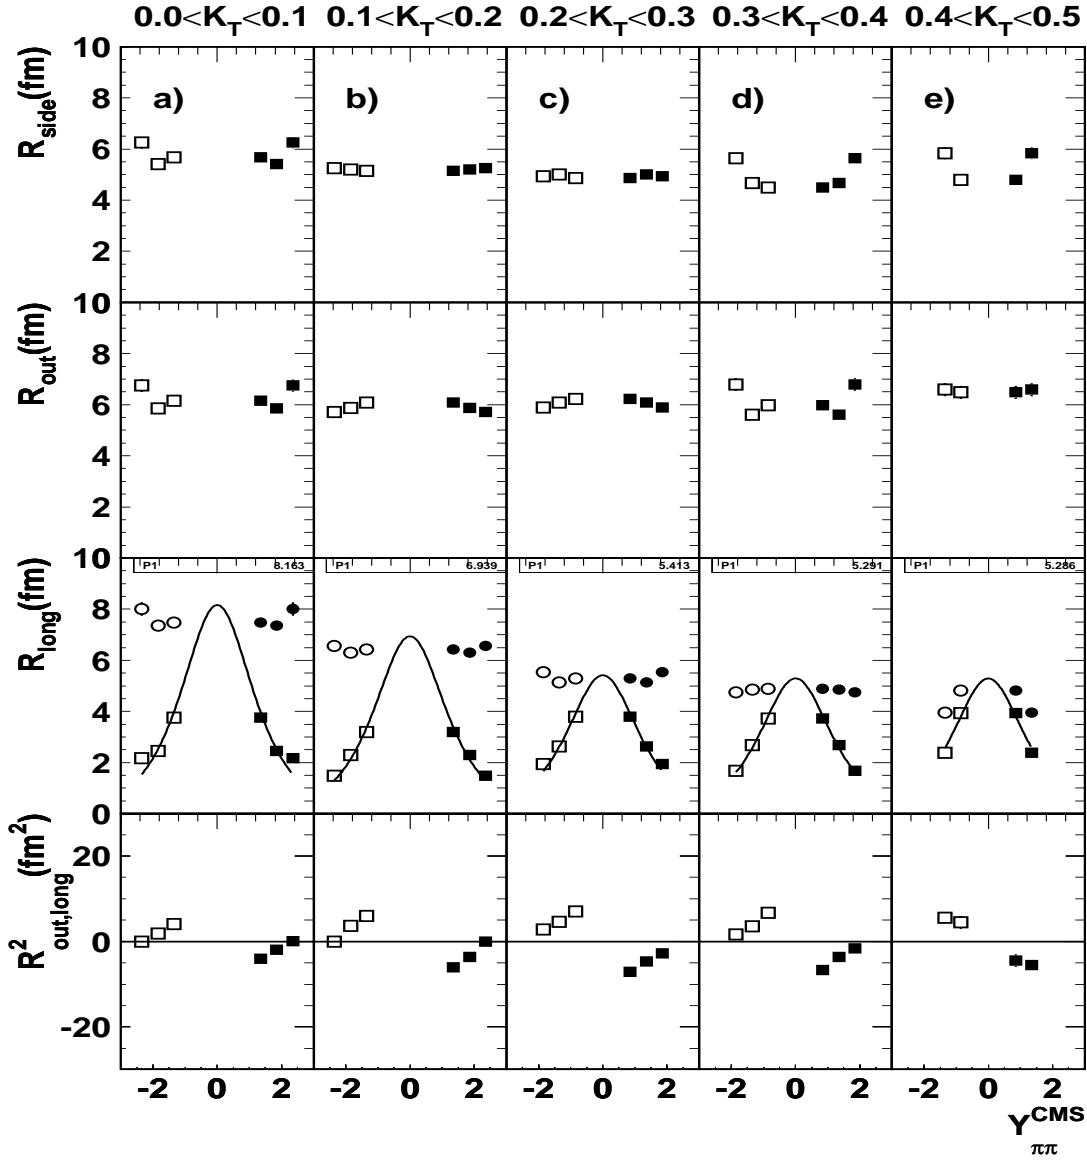 0.0<K_T<0.1 0.1<K_T<0.2 0.2<K_T<0.3 0.3<K_T<0.4 0.4<K_T<0.5
10
a) b) c) d) e)
R_side(fm)
8
6
4
2
10
R_out(fm)
8
6
4
2
10
P1 8.163 P1 6.939 P1 5.413 P1 5.291 P1 5.286
R_long(fm)
8
6
4
2
0
R²_out,long (fm²)
20
0
-20
-2 0 2 -2 0 2 -2 0 2 -2 0 2 -2 0 2
Y_ππ^CMS